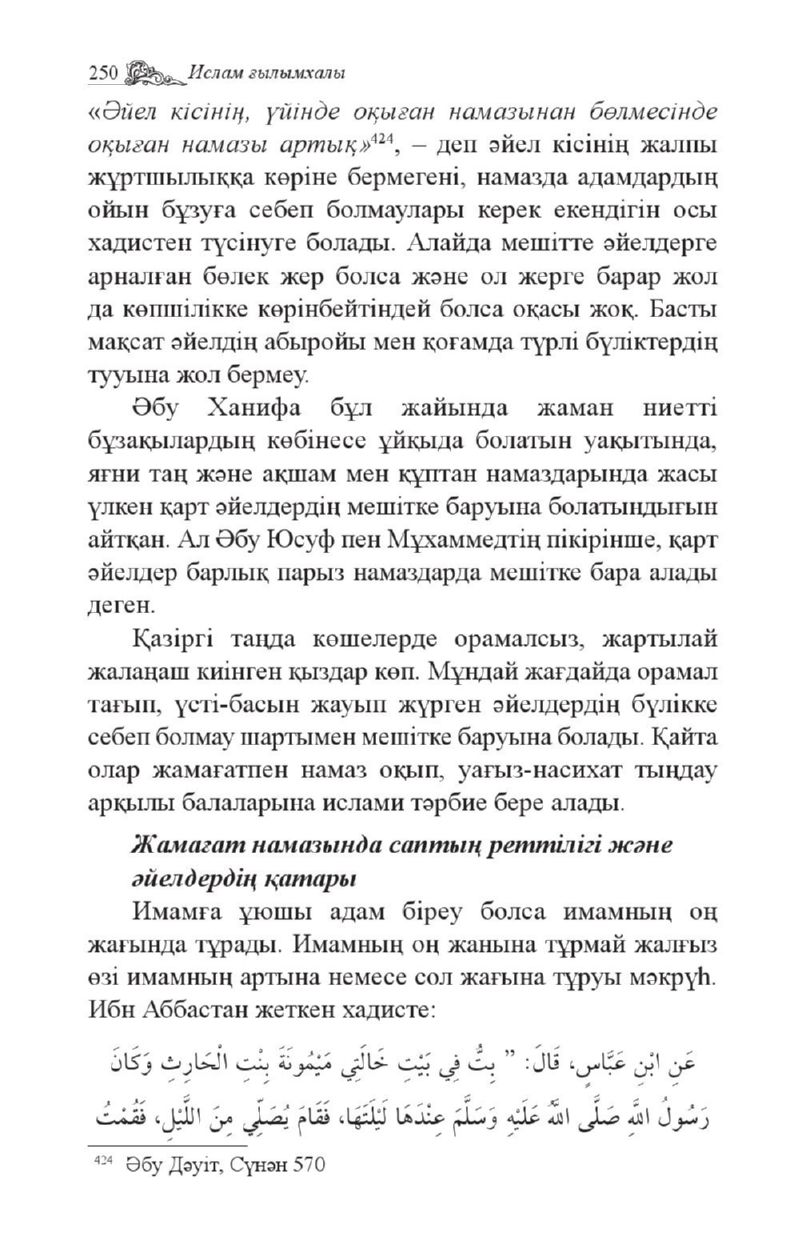 250 Ислам ғылымхалы
«Әйел кісінің, үйінде оқыған намазынан бөлмесінде
оқыған намазы артық»424, – деп әйел кісінің жалпы
жұртшылыққа көріне бермегені, намазда адамдардың
ойын бұзуға себеп болмаулары керек екендігін осы
хадистен түсінуге болады. Алайда мешітте әйелдерге
арналған бөлек жер болса және ол жерге барар жол
да көпшілікке көрінбейтіндей болса оқасы жоқ. Басты
мақсат әйелдің абыройы мен қоғамда түрлі бүліктердің
тууына жол бермеу.
Әбу Ханифа бұл жайында жаман ниетті
бұзақылардың көбінесе ұйқыда болатын уақытында,
яғни таң және ақшам мен құптан намаздарында жасы
үлкен қарт әйелдердің мешітке баруына болатындығын
айтқан. Ал Әбу Юсуф пен Мұхаммедтің пікірінше, қарт
әйелдер барлық парыз намаздарда мешітке бара алады
деген.
Қазіргі таңда көшелерде орамалсыз, жартылай
жалаңаш киінген қыздар көп. Мұндай жағдайда орамал
тағып, үсті-басын жауып жүрген әйелдердің бүлікке
себеп болмау шартымен мешітке баруына болады. Қайта
олар жамағатпен намаз оқып, уағыз-насихат тыңдау
арқылы балаларына ислами тәрбие бере алады.
Жамағат намазында саптың реттілігі және
әйелдердің қатары
Имамға ұюшы адам біреу болса имамның оң
жағында тұрады. Имамның оң жанына тұрмай жалғыз
өзі имамның артына немесе сол жағына тұруы мәкрүһ.
Ибн Аббастан жеткен хадисте:
عَنِ ابْنِ عَبَّاسٍ، قَالَ: ” بِتُّ فِي بَيْتِ خَالَتِي مَيْمُونَةَ بِنْتِ الْحَارِثِ وَكَانَ
رَسُولُ اللَّهِ صَلَّى اللَّهُ عَلَيْهِ وَسَلَّمَ عِنْدَهَا لَيْلَتَهَا، فَقَامَ يُصَلِّي مِنَ اللَّيْلِ، فَقُمْتُ
424 Әбу Дәуіт, Сүнән 570